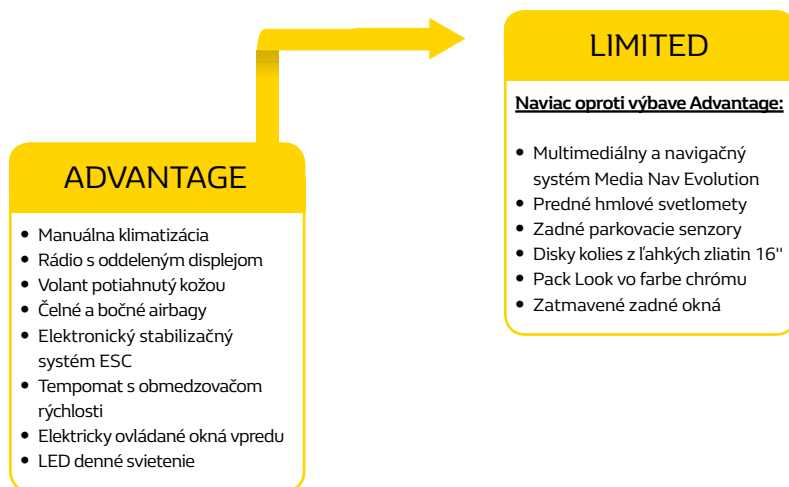 ADVANTAGE
• Manuálna klimatizácia
• Rádio s oddeleným displejom
• Volant potiahnutý kožou
• Čelné a bočné airbagy
• Elektronický stabilizačný
systém ESC
• Tempomat s obmedzovačom
rýchlosti
• Elektricky ovládané okná vpredu
• LED denné svietenie
LIMITED
Naviac oproti výbave Advantage:
• Multimediálny a navigačný
systém Media Nav Evolution
• Predné hmlové svetlomety
• Zadné parkovacie senzory
• Disky kolies z ľahkých zliatin 16"
• Pack Look vo farbe chrómu
• Zatmavené zadné okná